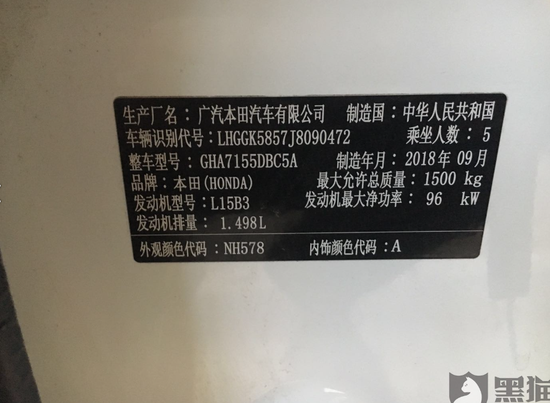 生产厂名：广汽本田汽车有限公司 制造国：中华人民共和国
车辆识别代号：LHGGK5857J8090472 乘坐人数：5
整车型号：GHA7155DBC5A 制造年月：2018年09月
品牌：本田(HONDA) 最大允许总质量：1500 kg
发动机型号：L15B3 发动机最大净功率：96 kW
发动机排量：1.498L
外观颜色代码：NH578 内饰颜色代码：A
黑猫